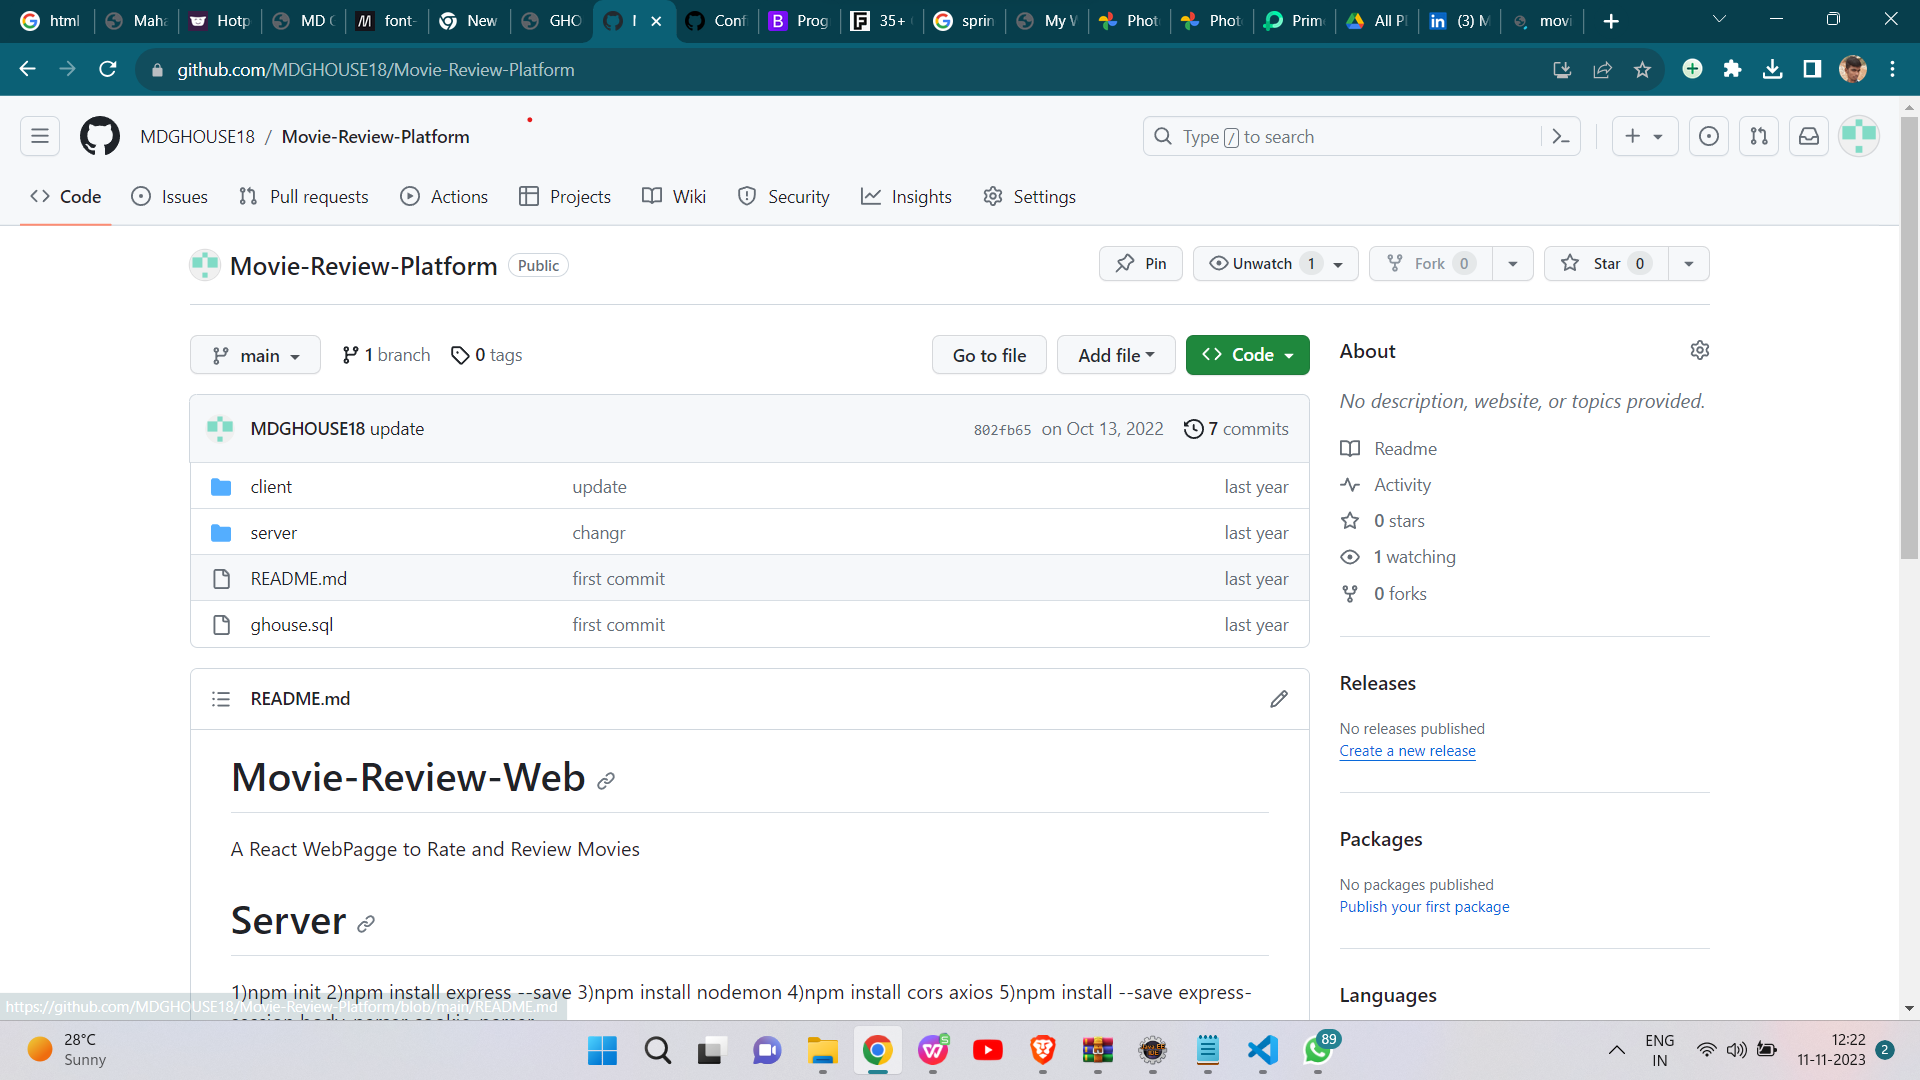 html
Maha
Hotp
MD C
font-
New
GHO
Conf
Prog
35+
sprin
My W
Phot
Phot
Prim
All Pl
(3) M
movi
github.com/MDGHOUSE18/Movie-Review-Platform
MDGHOUSE18 / Movie-Review-Platform
Type / to search
Code Issues Pull requests Actions Projects Wiki Security Insights Settings
Movie-Review-Platform Public
Pin Unwatch 1 Fork 0 Star 0
main 1 branch 0 tags Go to file Add file Code
MDGHOUSE18 update 802fb65 on Oct 13, 2022 7 commits
client update last year
server changr last year
README.md first commit last year
ghouse.sql first commit last year
README.md
Movie-Review-Web
A React WebPagge to Rate and Review Movies
Server
1)npm init 2)npm install express --save 3)npm install nodemon 4)npm install cors axios 5)npm install --save express-
session body-parser cookie-parser
About
No description, website, or topics provided.
Readme
Activity
0 stars
1 watching
0 forks
Releases
No releases published
Create a new release
Packages
No packages published
Publish your first package
Languages
https://github.com/MDGHOUSE18/Movie-Review-Platform/blob/main/README.md
28°C
Sunny
89
ENG
IN
12:22
11-11-2023
2